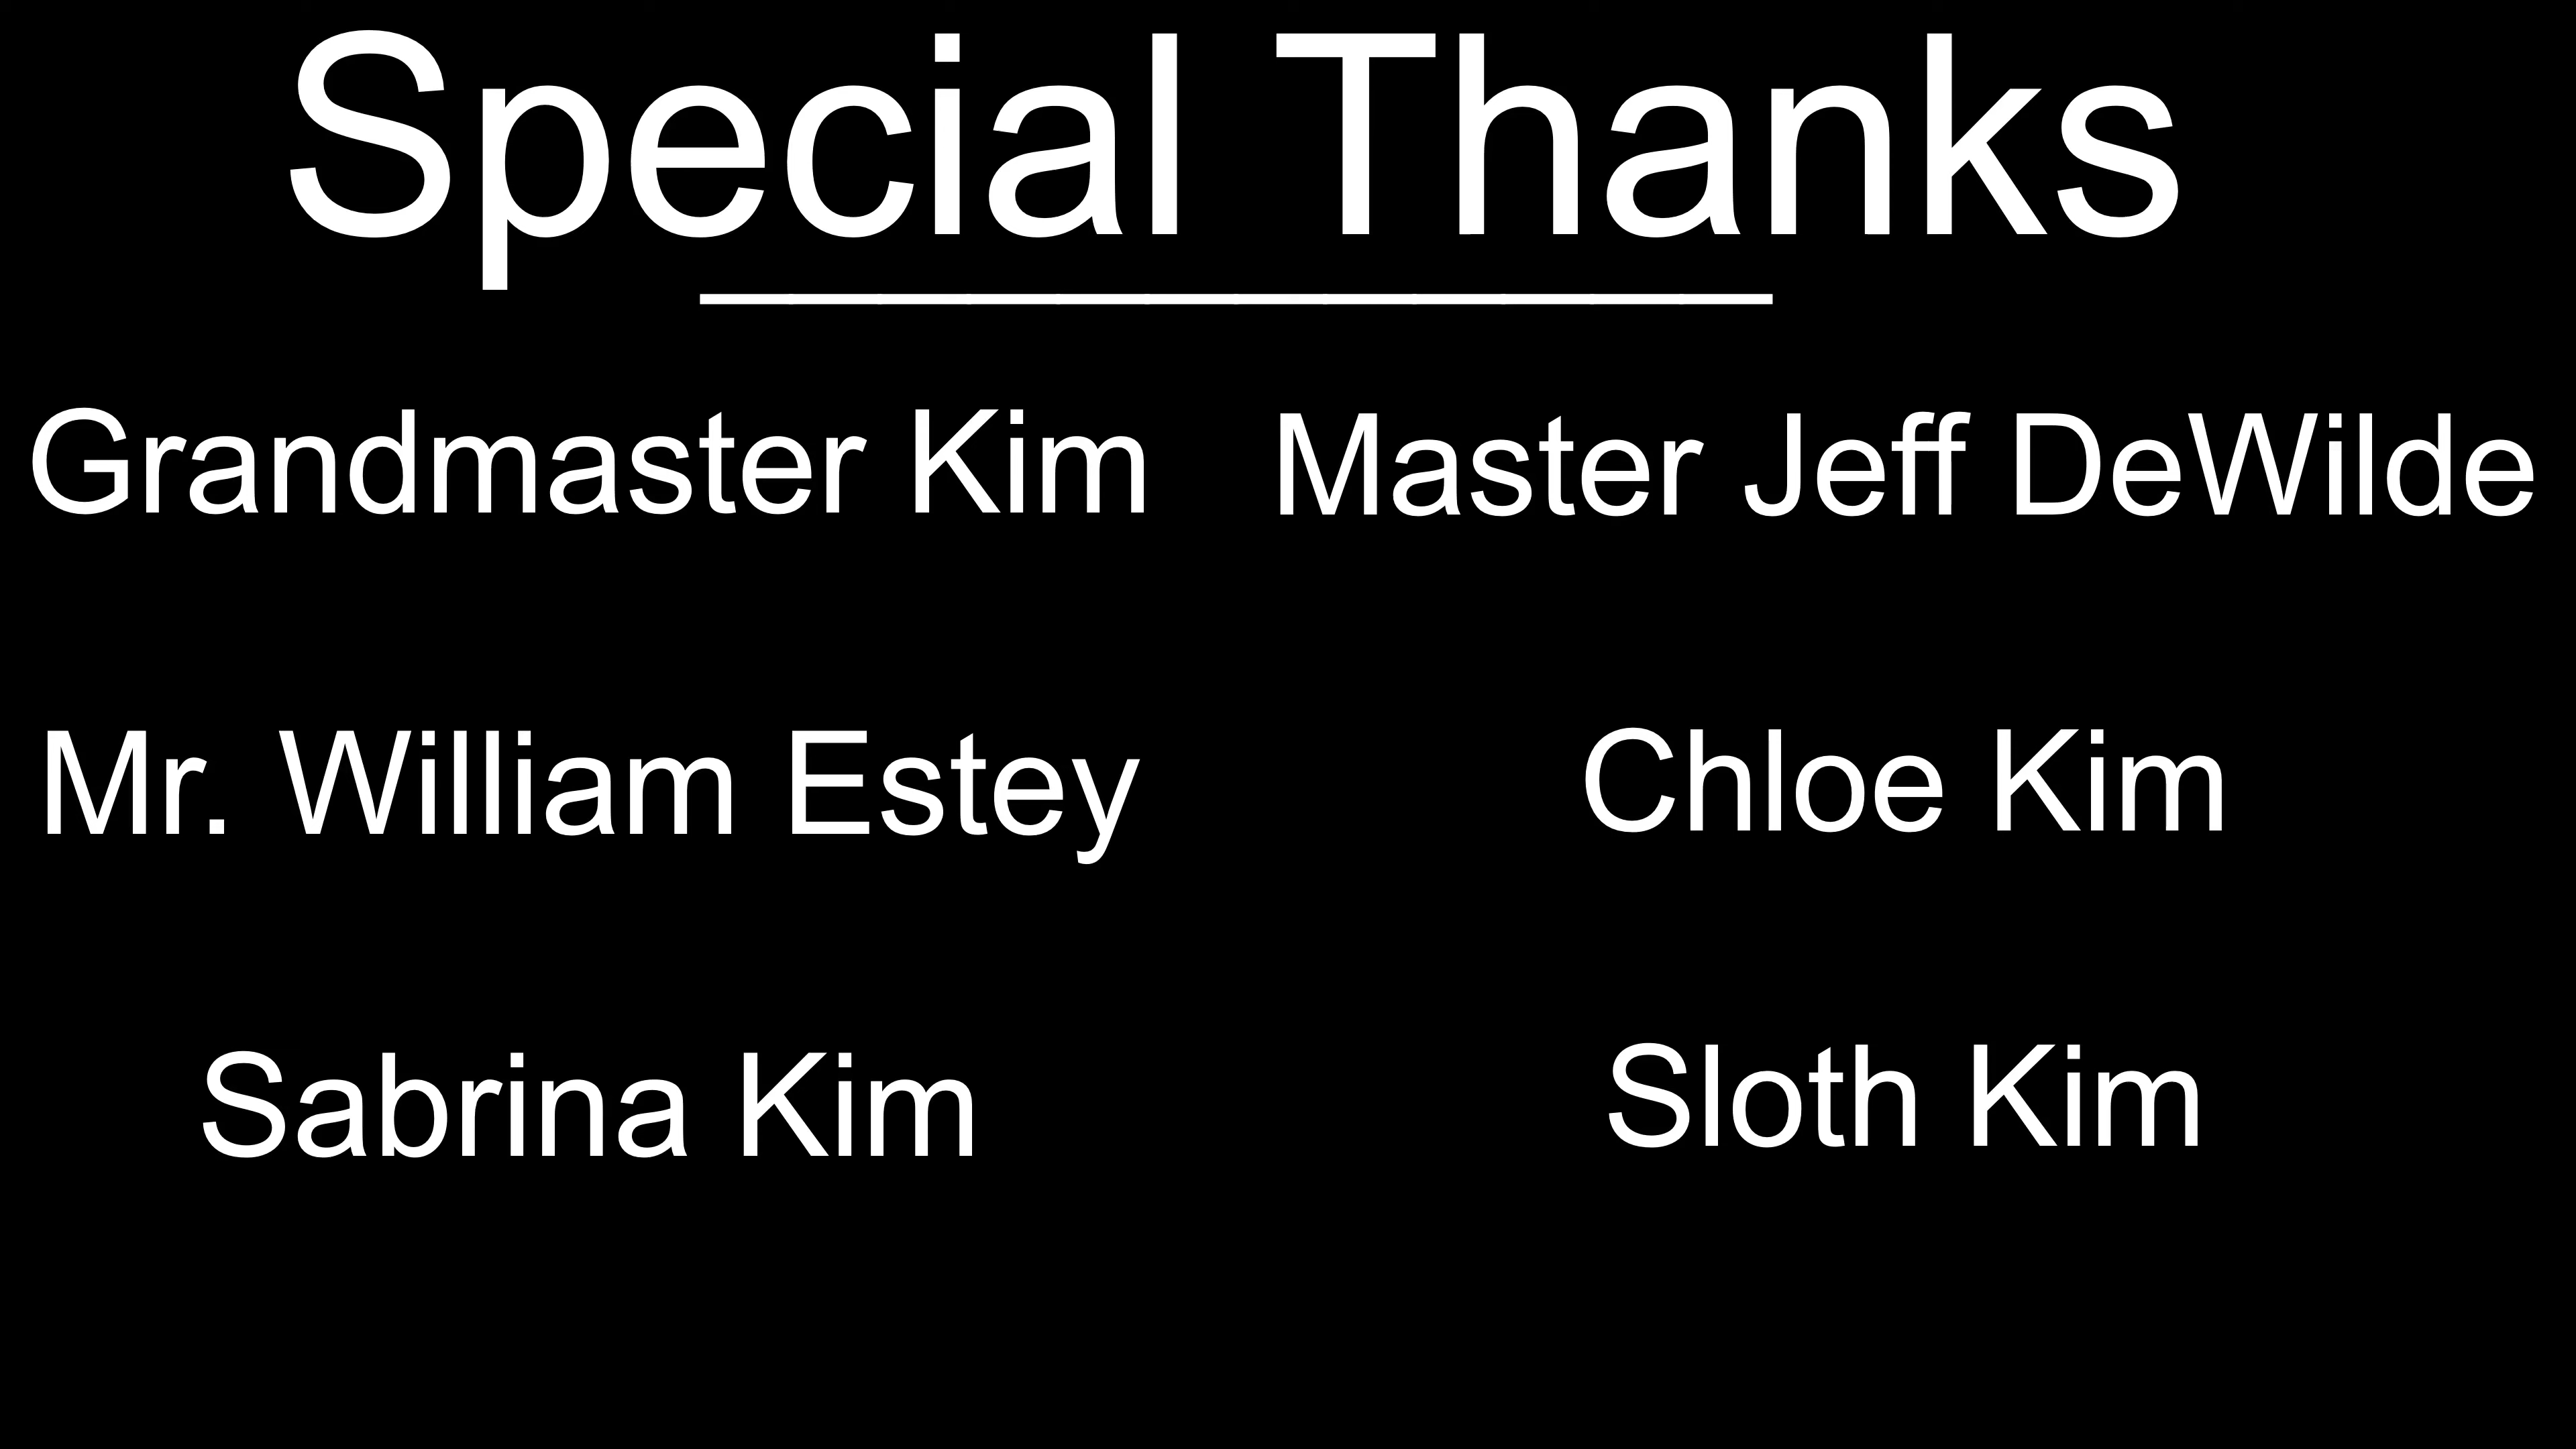 Special Thanks
Grandmaster Kim
Master Jeff DeWilde
Mr. William Estey
Chloe Kim
Sabrina Kim
Sloth Kim